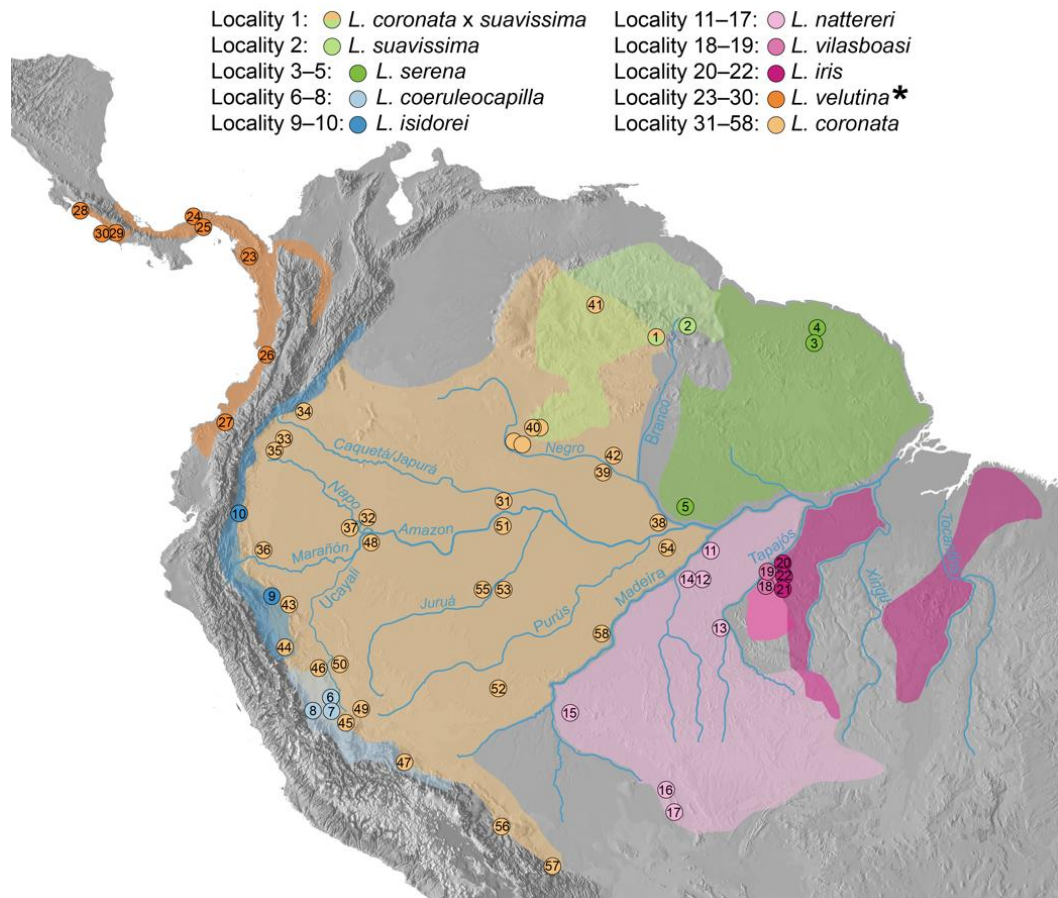 Locality 1: L. coronata x suavissima
Locality 2: L. suavissima
Locality 3–5: L. serena
Locality 6–8: L. coeruleocapilla
Locality 9–10: L. isidorei
Locality 11–17: L. nattereri
Locality 18–19: L. vilasboasi
Locality 20–22: L. iris
Locality 23–30: L. velutina*
Locality 31–58: L. coronata
28
24
25
30
29
23
41
1
2
4
3
26
27
34
Branco
33
35
Caquetá/Japurá
40
Negro
42
39
10
Napo
32
37
31
51
Amazon
48
38
5
54
36
Marañón
Ucayali
Madeira
11
Tapajós
14
12
19
18
20
22
21
Xingu
Tocantins
9
43
44
55
53
Juruá
Purús
58
13
46
50
6
7
8
49
45
52
15
47
16
17
56
57